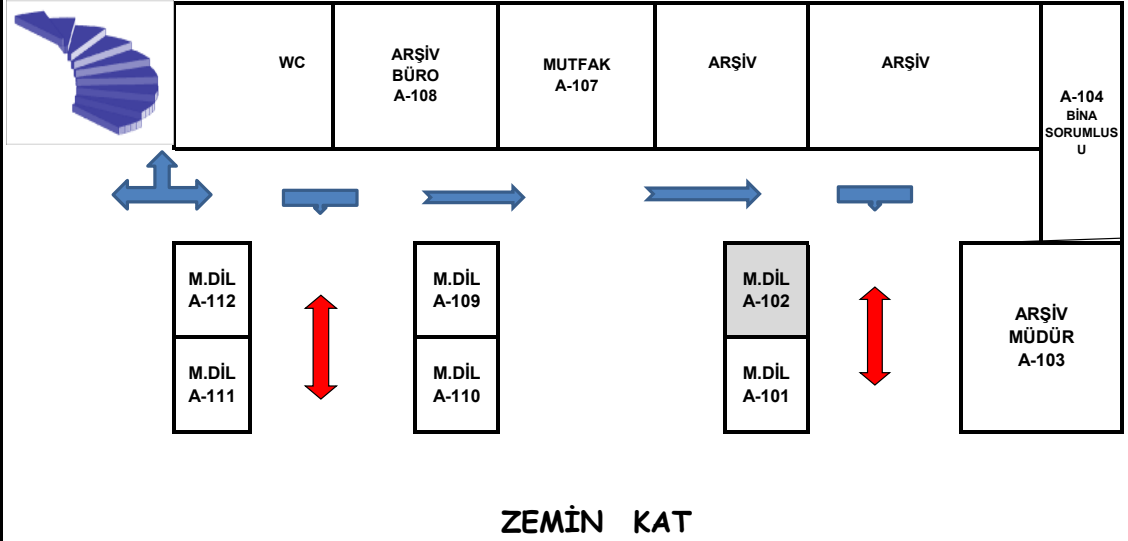 WC
ARŞİV
BÜRO
A-108
MUTFAK
A-107
ARŞİV
ARŞİV
A-104
BİNA
SORUMLUS
U
M.DİL
A-112
M.DİL
A-109
M.DİL
A-102
ARŞİV
MÜDÜR
A-103
M.DİL
A-111
M.DİL
A-110
M.DİL
A-101
ZEMİN KAT